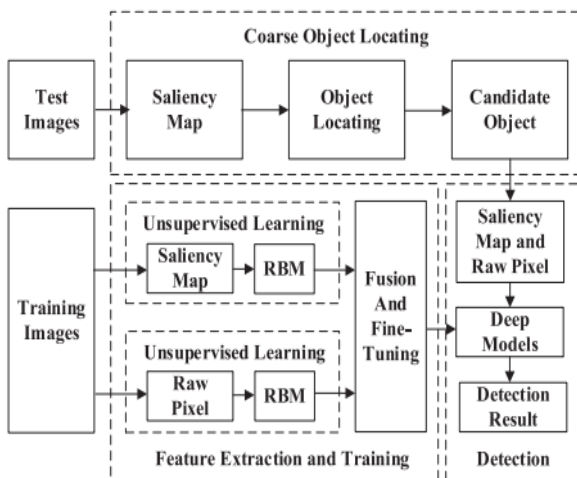 Coarse Object Locating
Test
Images
Saliency
Map
Object
Locating
Candidate
Object
Training
Images
Unsupervised Learning
Saliency
Map
RBM
Unsupervised Learning
Raw
Pixel
RBM
Fusion
And
Fine-
Tuning
Feature Extraction and Training
Saliency
Map and
Raw Pixel
Deep
Models
Detection
Result
Detection